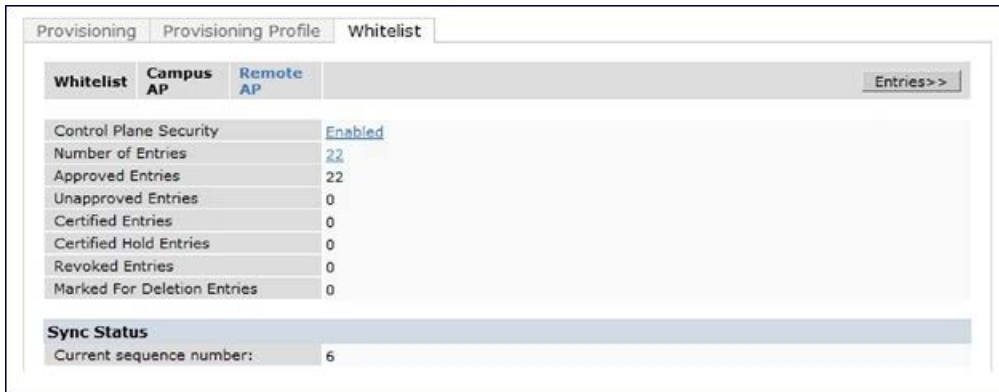 Provisioning Provisioning Profile Whitelist
Whitelist Campus AP Remote AP Entries>>
Control Plane Security Enabled
Number of Entries 22
Approved Entries 22
Unapproved Entries 0
Certified Entries 0
Certified Hold Entries 0
Revoked Entries 0
Marked For Deletion Entries 0
Sync Status
Current sequence number: 6